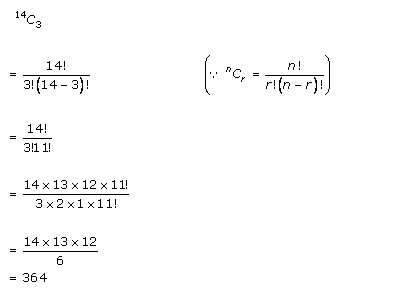 ¹⁴C₃
= 14! / 3!(14 − 3)! (∵ ⁿCᵣ = n! / r!(n − r)!)
= 14! / 3!11!
= 14 × 13 × 12 × 11! / 3 × 2 × 1 × 11!
= 14 × 13 × 12 / 6
= 364